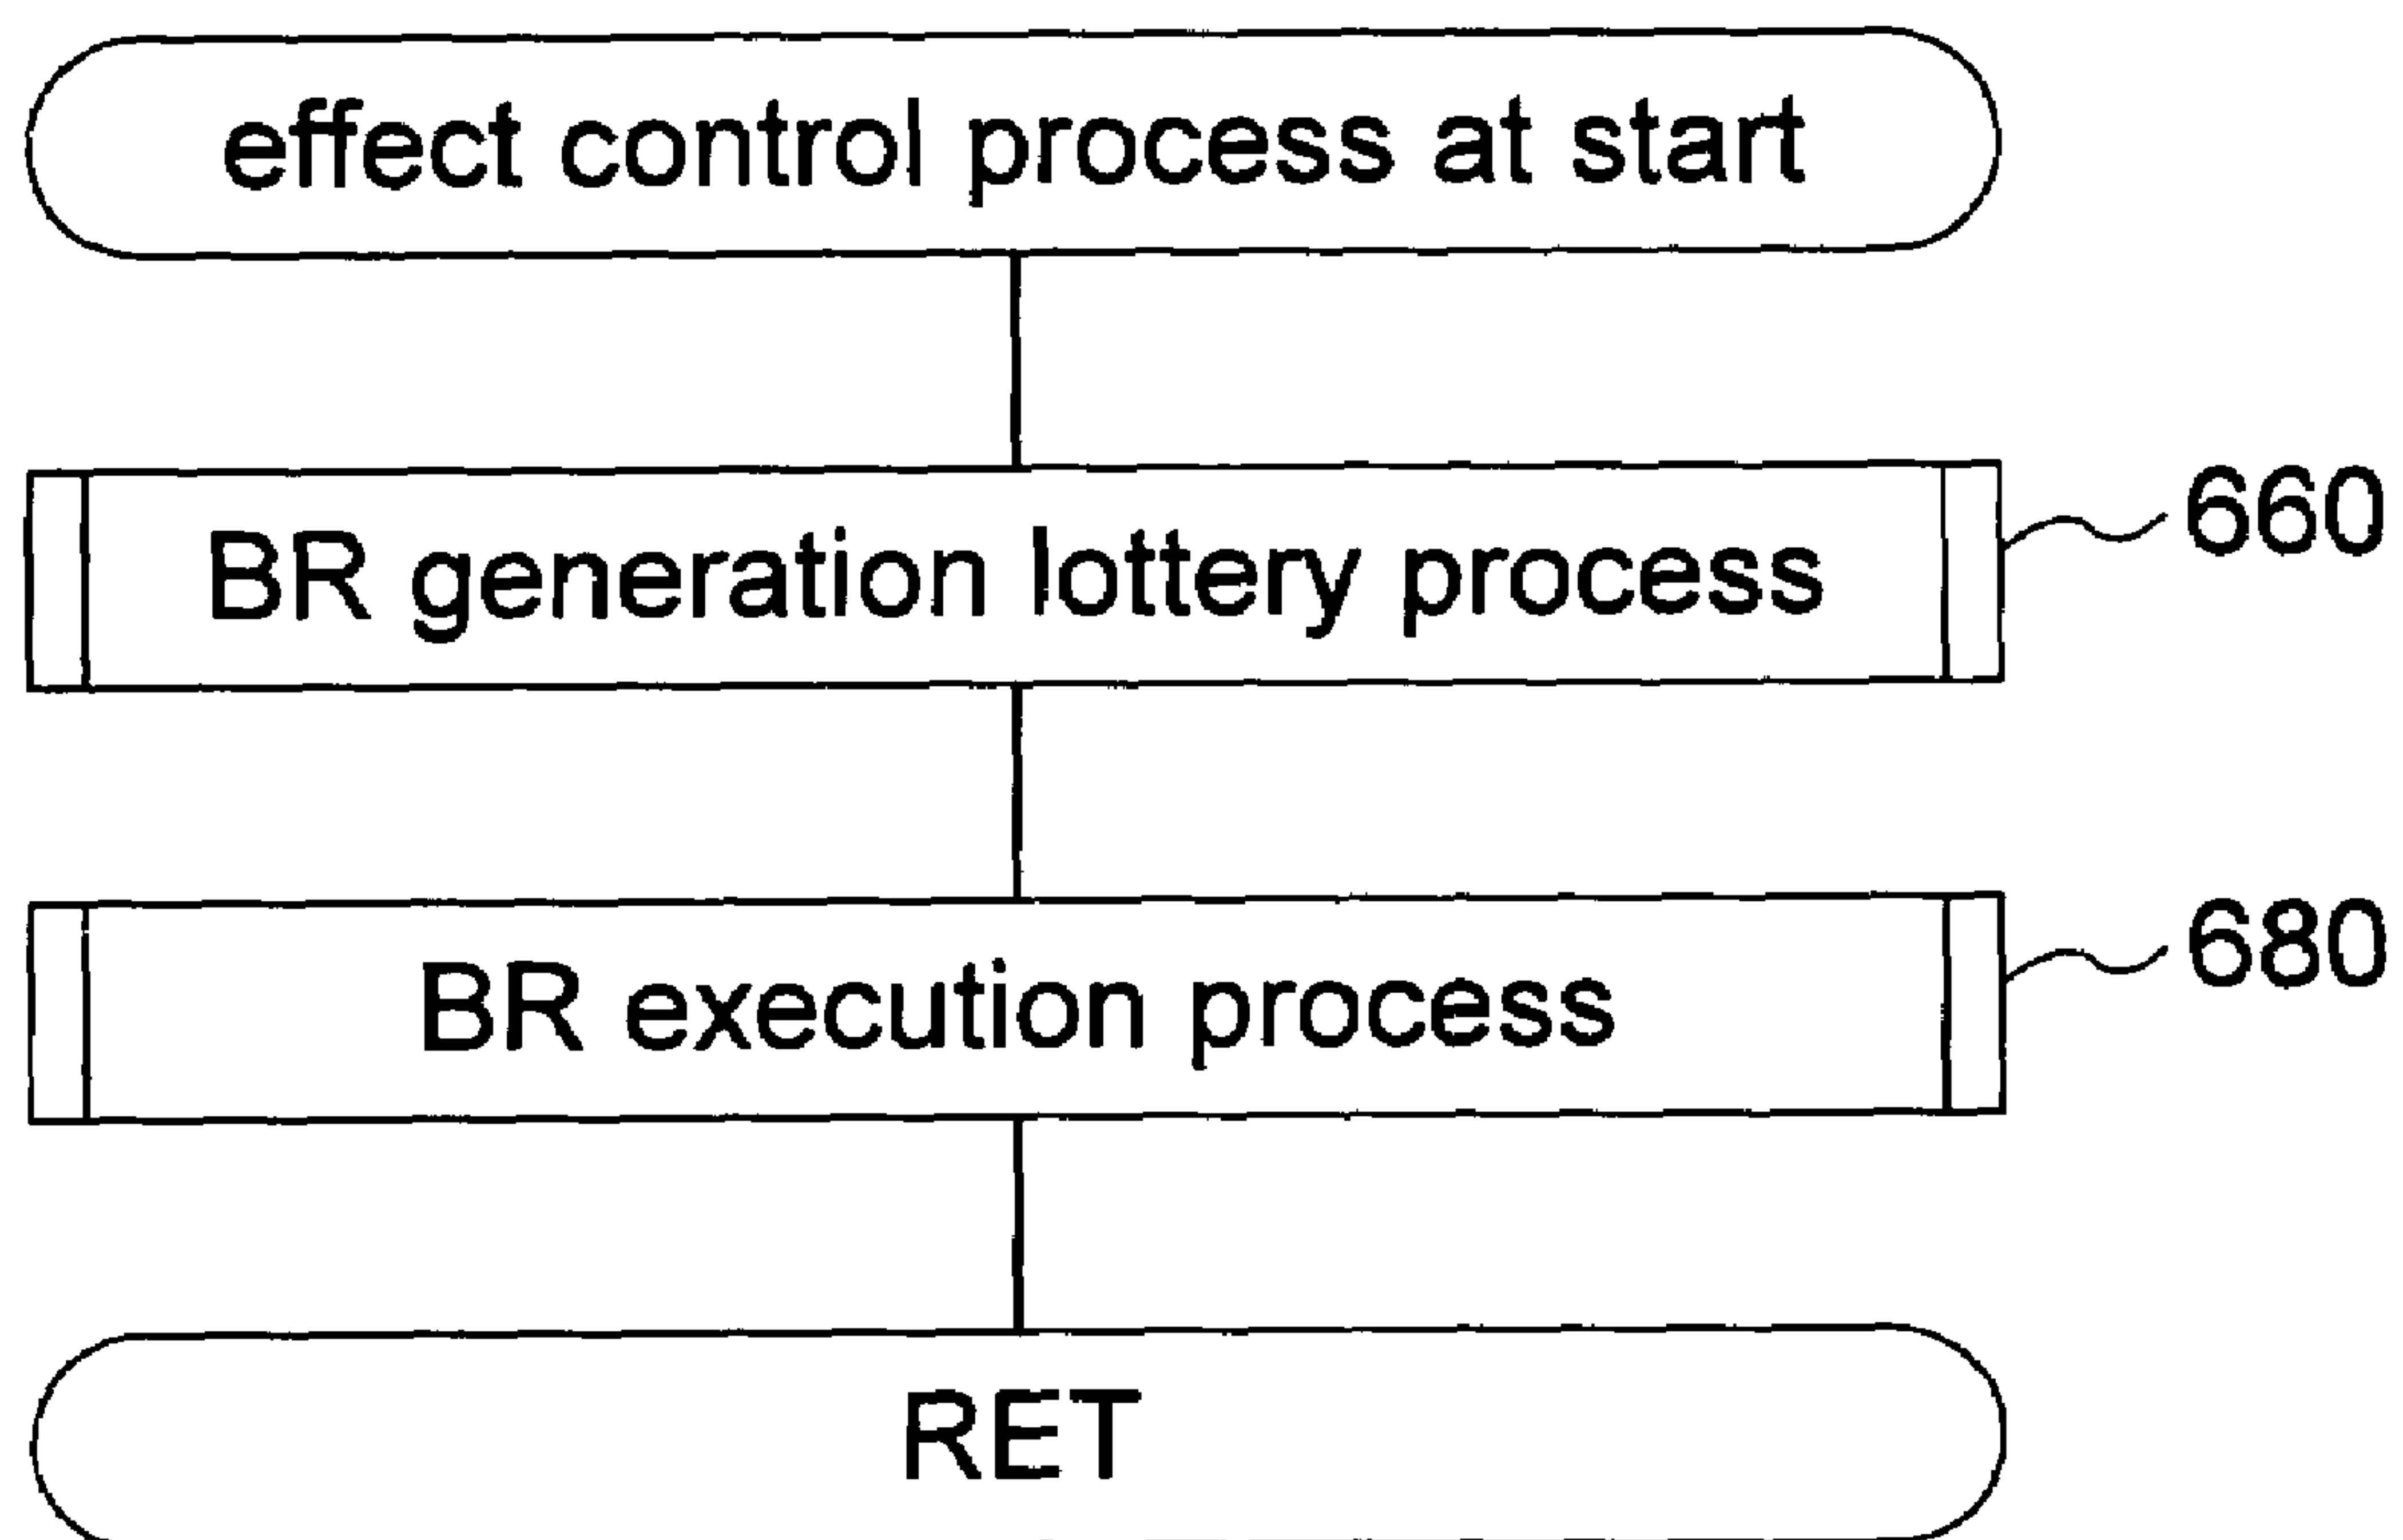 effect control process at start
BR generation lottery process
660
BR execution process
680
RET